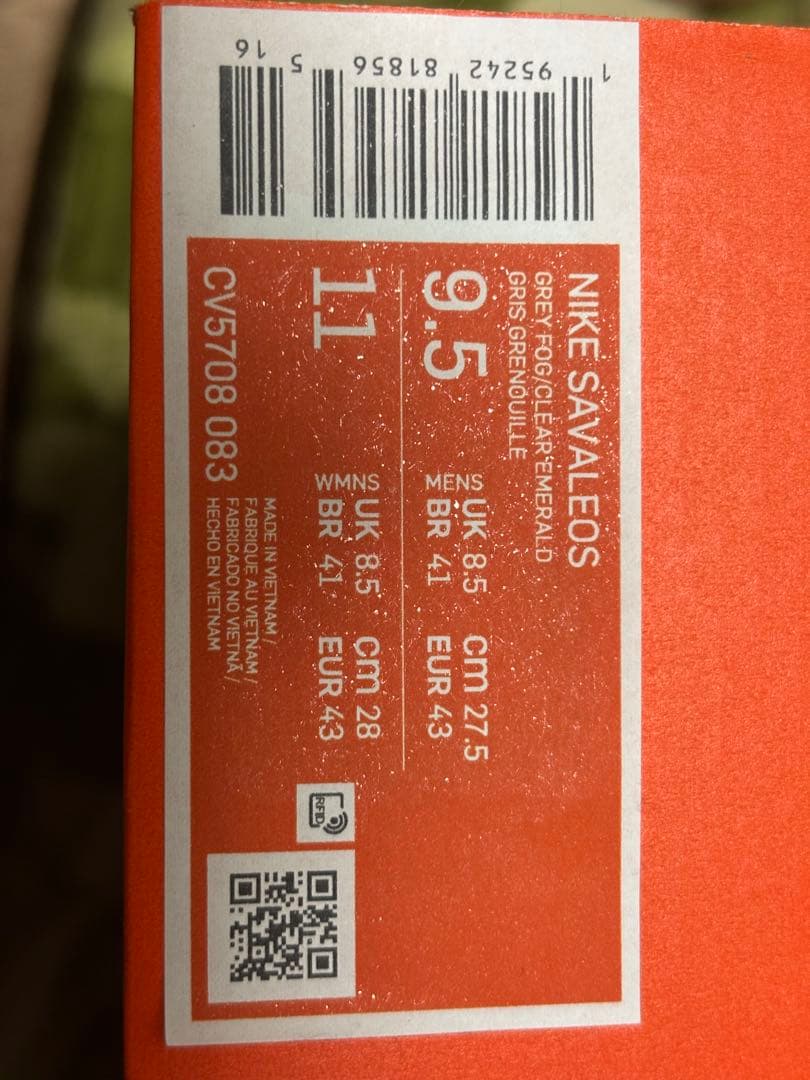 NIKE SAVALEOS
GREY FOG/CLEAR EMERALD
GRIS GRENOUILLE
9.5
MENS
UK 8.5 cm 27.5
BR 41 EUR 43
11
WMNS
UK 8.5 cm 28
BR 41 EUR 43
CV5708 083
MADE IN VIETNAM /
FABRIQUE AU VIETNAM /
FABRICADO NO VIETNÃ /
HECHO EN VIETNAM
RFID
1 95242 81856 5 16